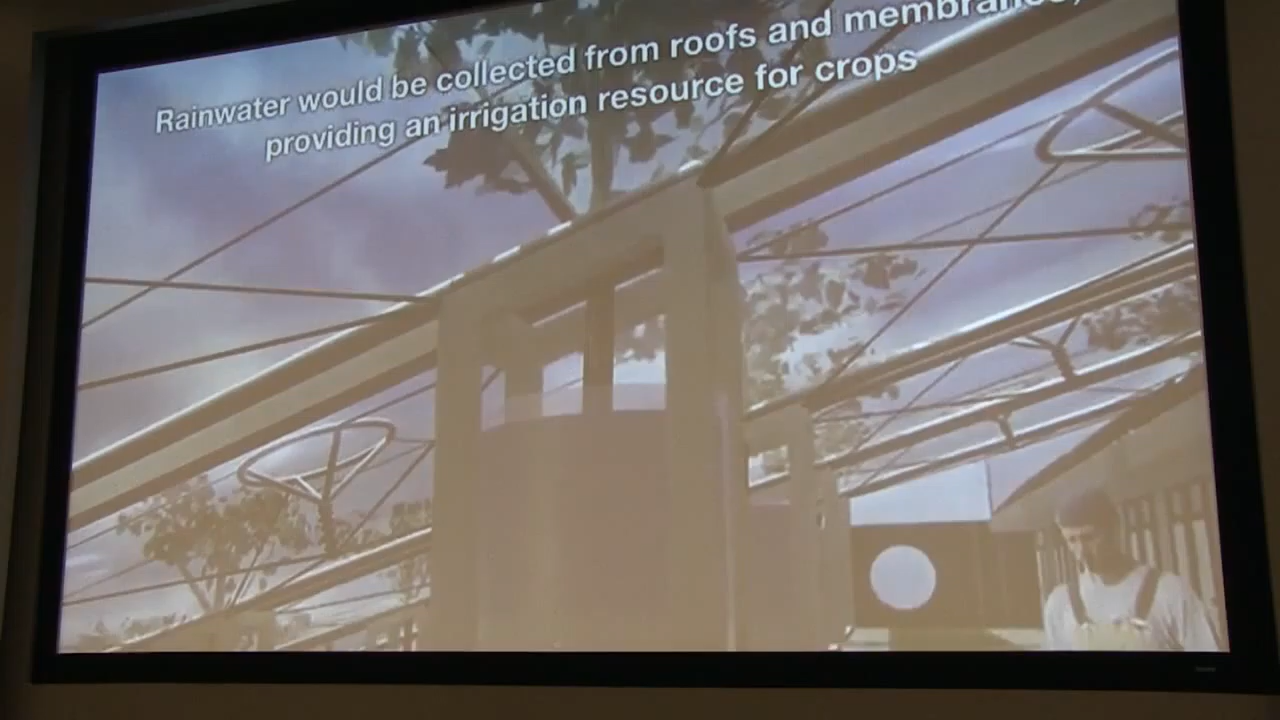 Rainwater would be collected from roofs and
providing an irrigation resource for crops